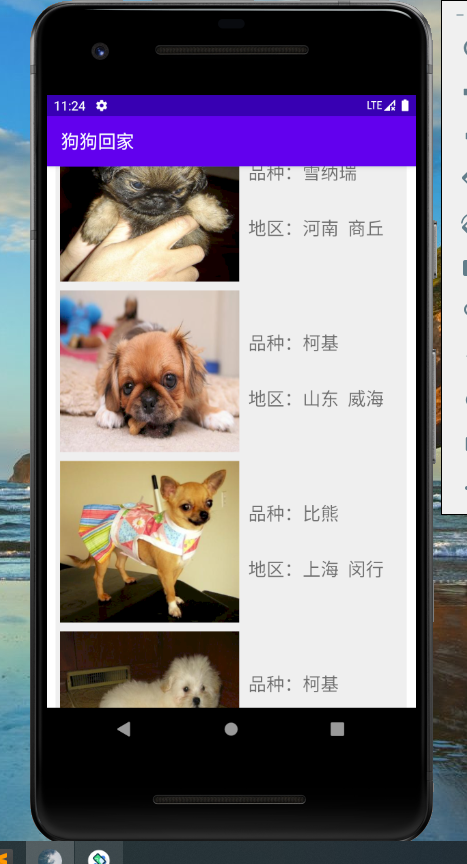 11:24
LTE
狗狗回家
品种：雪纳瑞
地区：河南 商丘
品种：柯基
地区：山东 威海
品种：比熊
地区：上海 闵行
品种：柯基